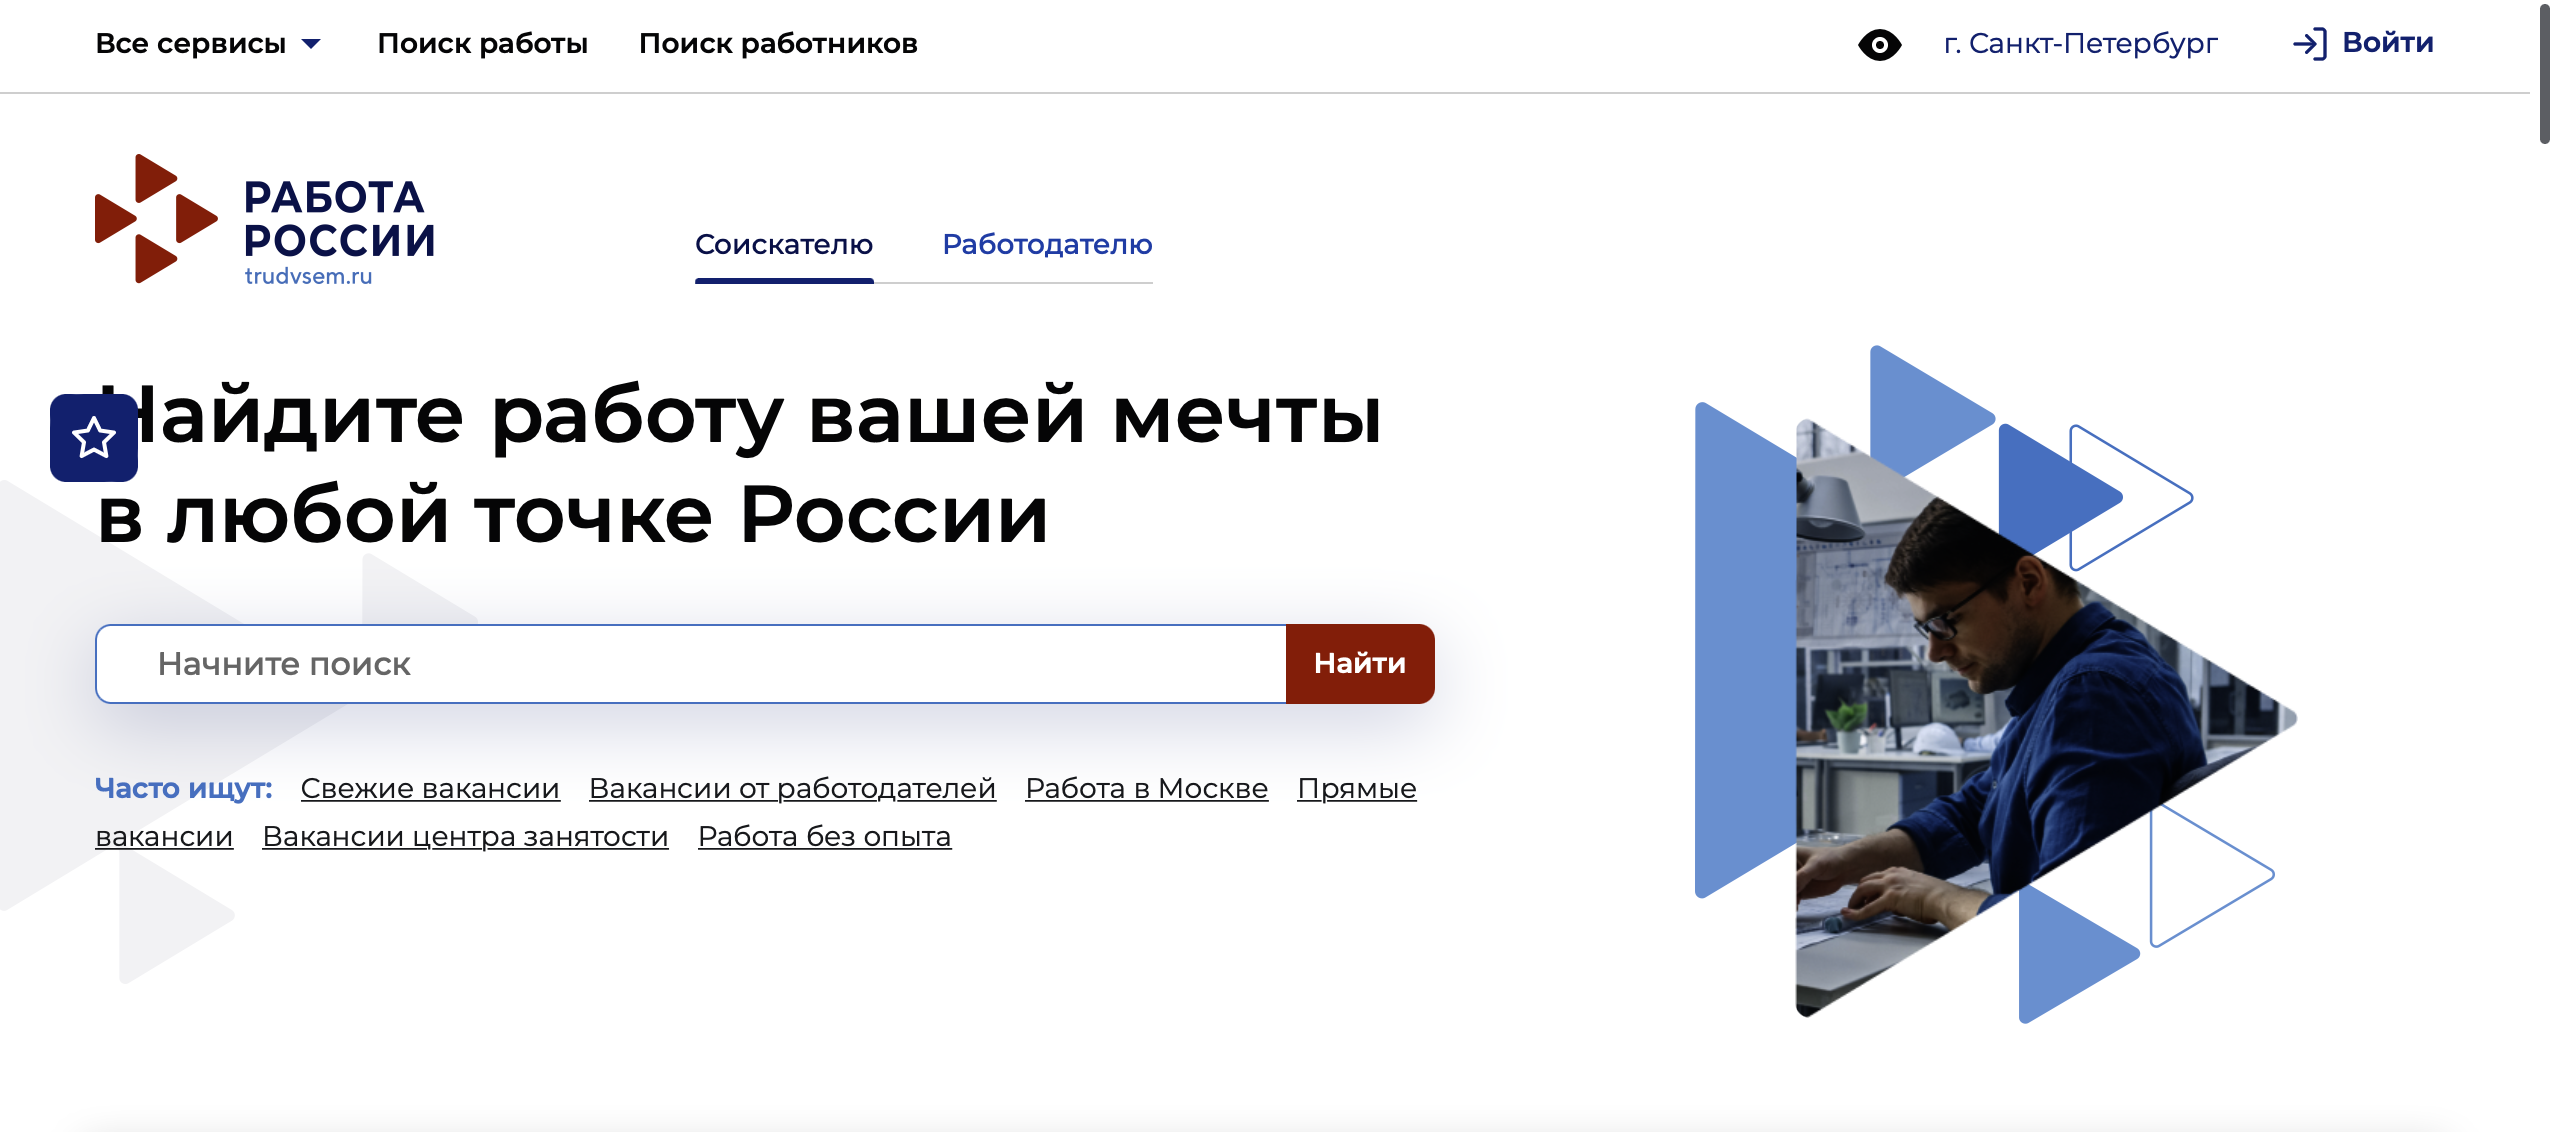 Все сервисы Поиск работы Поиск работников г. Санкт-Петербург Войти
РАБОТА
РОССИИ
trudvsem.ru
Соискателю Работодателю
Найдите работу вашей мечты
в любой точке России
Начните поиск Найти
Часто ищут: Свежие вакансии Вакансии от работодателей Работа в Москве Прямые
вакансии Вакансии центра занятости Работа без опыта